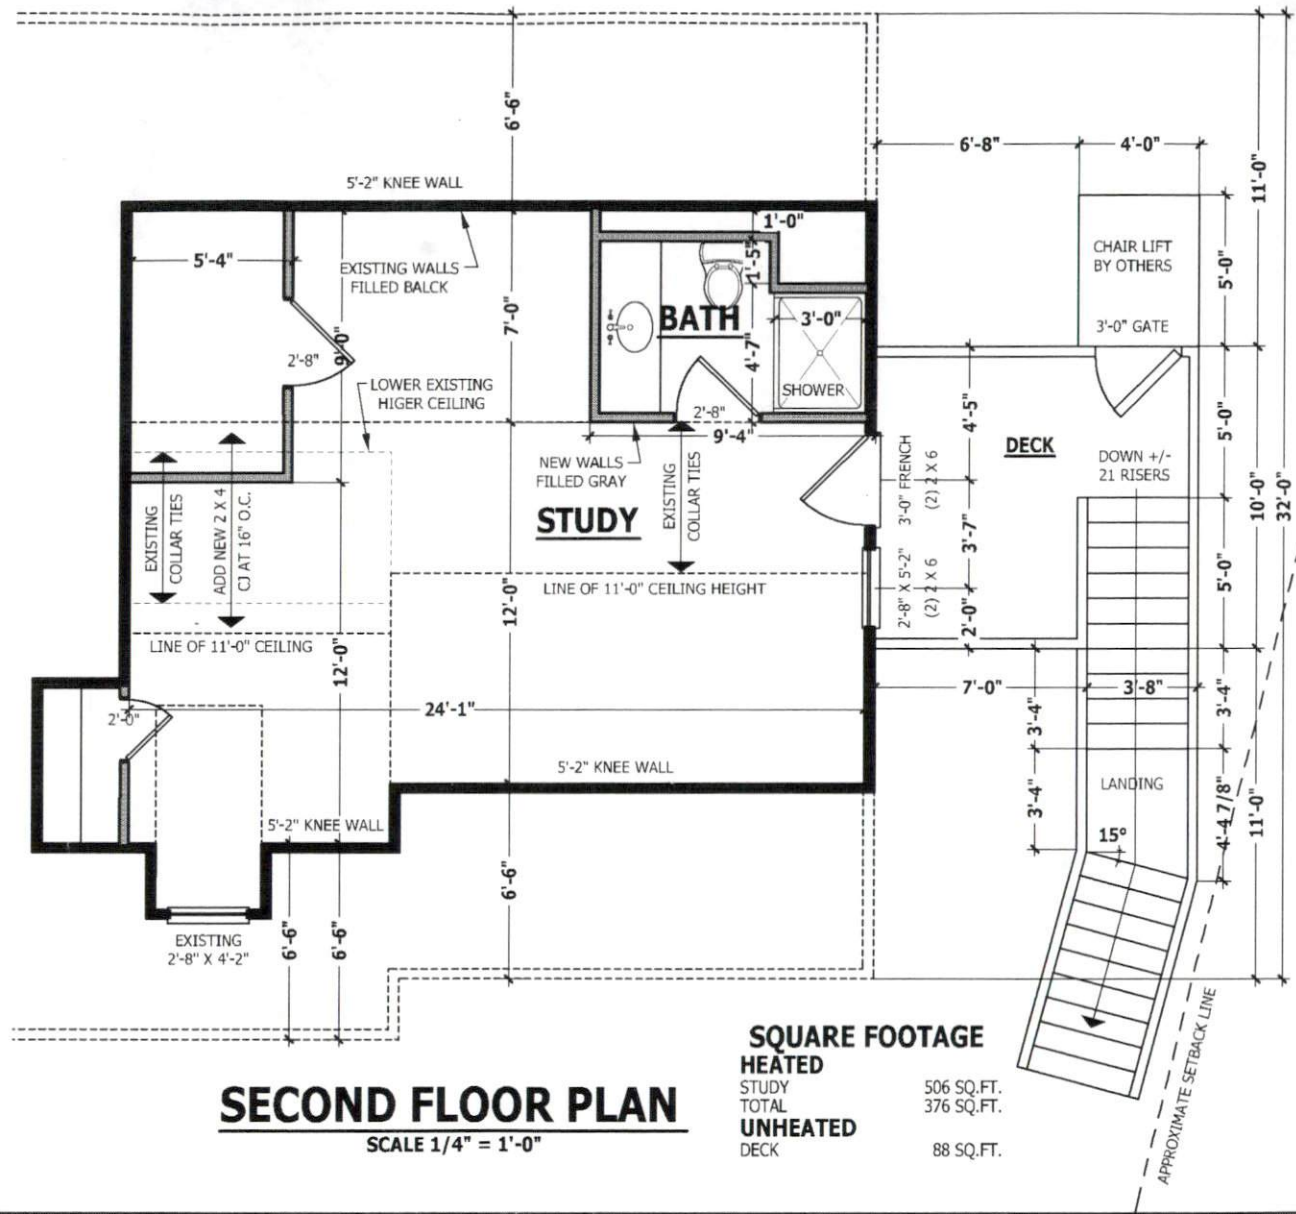 6'-6"
6'-8"
4'-0"
11'-0"
5'-2" KNEE WALL
1'-0"
5'-4"
EXISTING WALLS
FILLED BALCK
1'-5"
CHAIR LIFT
BY OTHERS
5'-0"
7'-0"
BATH
3'-0"
3'-0" GATE
2'-8"
9'-0"
4'-7"
LOWER EXISTING
HIGER CEILING
SHOWER
2'-8"
9'-4"
4'-5"
5'-0"
DECK
DOWN +/-
21 RISERS
NEW WALLS
FILLED GRAY
EXISTING
COLLAR TIES
3'-0" FRENCH
(2) 2 X 6
10'-0"
32'-0"
STUDY
EXISTING
COLLAR TIES
ADD NEW 2 X 4
CJ AT 16" O.C.
3'-7"
LINE OF 11'-0" CEILING HEIGHT
12'-0"
2'-8" X 5'-2"
(2) 2 X 6
2'-0"
5'-0"
LINE OF 11'-0" CEILING
12'-0"
7'-0"
3'-8"
2'-0"
24'-1"
3'-4"
3'-4"
5'-2" KNEE WALL
LANDING
3'-4"
4'-4 7/8"
11'-0"
5'-2" KNEE WALL
15°
6'-6"
EXISTING
2'-8" X 4'-2"
6'-6"
6'-6"
APPROXIMATE SETBACK LINE
SQUARE FOOTAGE
HEATED
STUDY 506 SQ.FT.
TOTAL 376 SQ.FT.
UNHEATED
DECK 88 SQ.FT.
SECOND FLOOR PLAN
SCALE 1/4" = 1'-0"